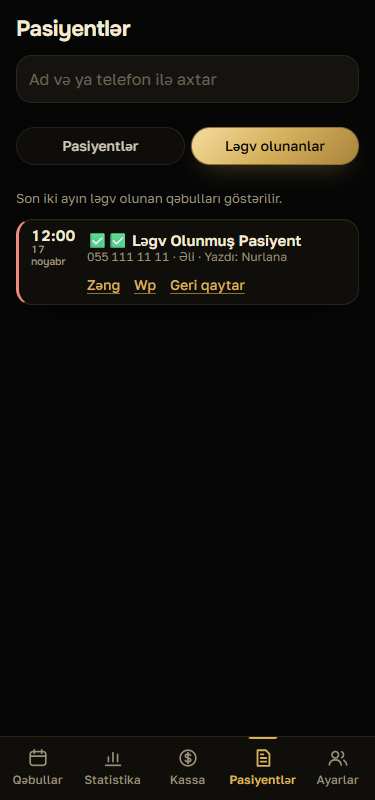 Pasiyentlər
Ad və ya telefon ilə axtar
Pasiyentlər
Ləgv olunanlar
Son iki ayın ləgv olunan qəbulları göstərilir.
12:00
17
noyabr
✅ ✅ Ləgv Olunmuş Pasiyent
055 111 11 11 · Əli · Yazdı: Nurlana
Zəng Wp Geri qaytar
Qəbullar Statistika Kassa Pasiyentlər Ayarlar